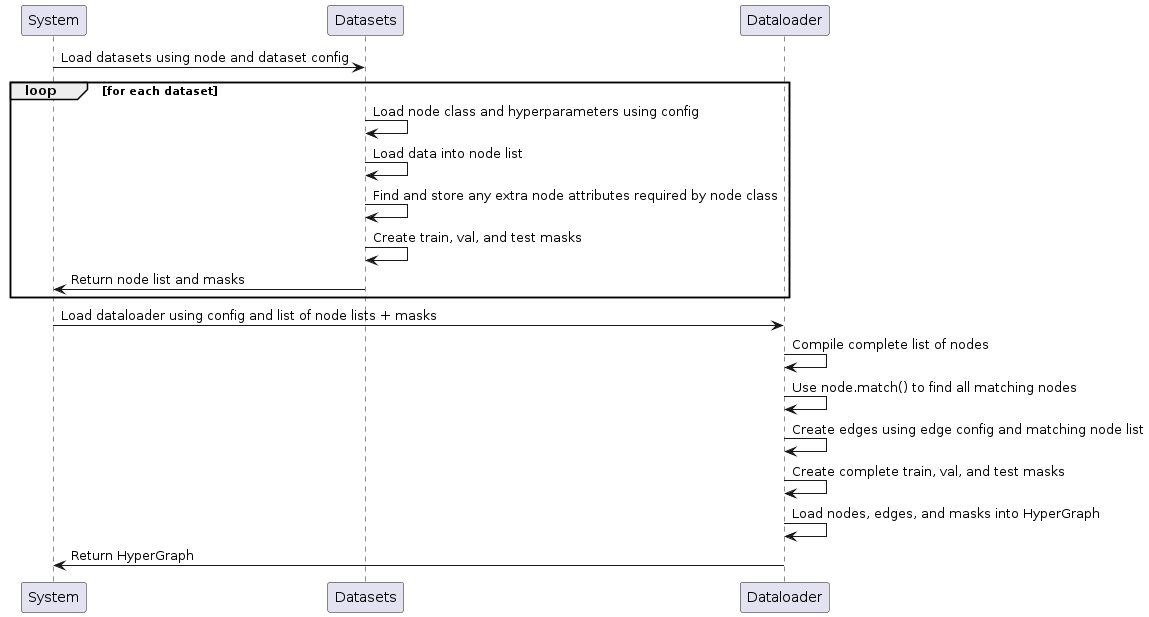 System Datasets Dataloader
Load datasets using node and dataset config
loop [for each dataset]
Load node class and hyperparameters using config
Load data into node list
Find and store any extra node attributes required by node class
Create train, val, and test masks
Return node list and masks
Load dataloader using config and list of node lists + masks
Compile complete list of nodes
Use node.match() to find all matching nodes
Create edges using edge config and matching node list
Create complete train, val, and test masks
Load nodes, edges, and masks into HyperGraph
Return HyperGraph
System Datasets Dataloader